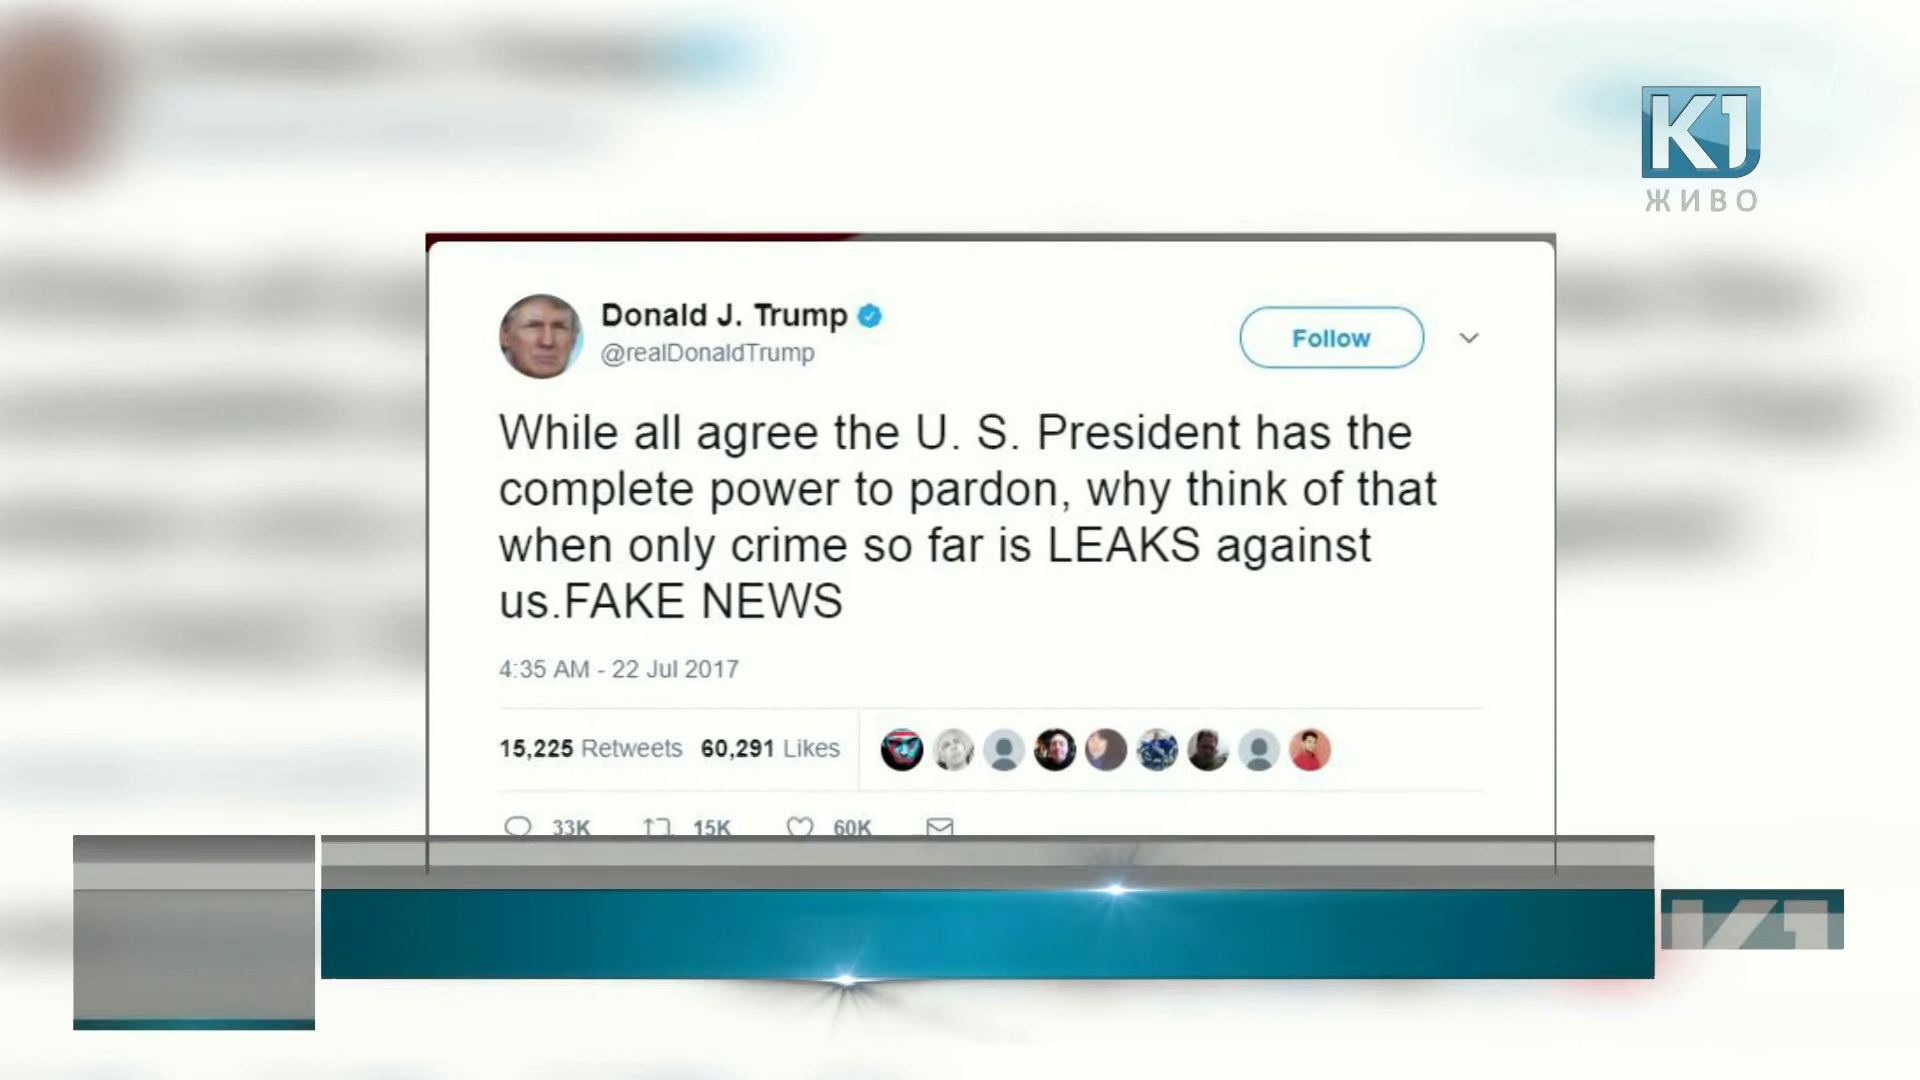 K1
ЖИВО
Donald J. Trump
@realDonaldTrump
Follow
While all agree the U. S. President has the
complete power to pardon, why think of that
when only crime so far is LEAKS against
us.FAKE NEWS
4:35 AM - 22 Jul 2017
15,225 Retweets 60,291 Likes
33K 15K 60K
K1